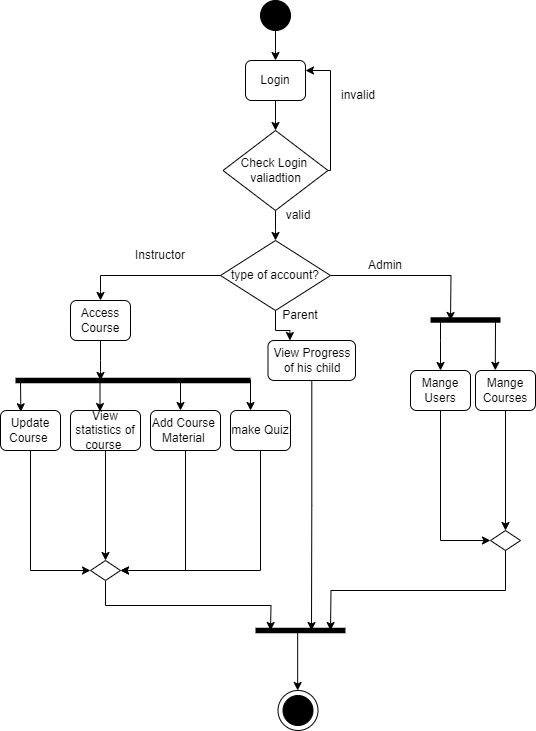 Login
invalid
Check Login
valiadtion
valid
Instructor
type of account?
Admin
Access
Course
Parent
View Progress
of his child
Mange
Users
Mange
Courses
Update
Course
View
statistics of
course
Add Course
Material
make Quiz